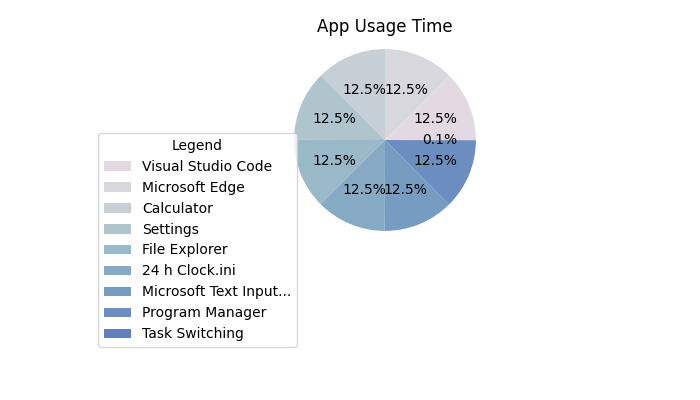 App Usage Time
12.5%
12.5%
12.5%
12.5%
12.5%
12.5%
12.5%
12.5%
0.1%
Legend
Visual Studio Code
Microsoft Edge
Calculator
Settings
File Explorer
24 h Clock.ini
Microsoft Text Input...
Program Manager
Task Switching